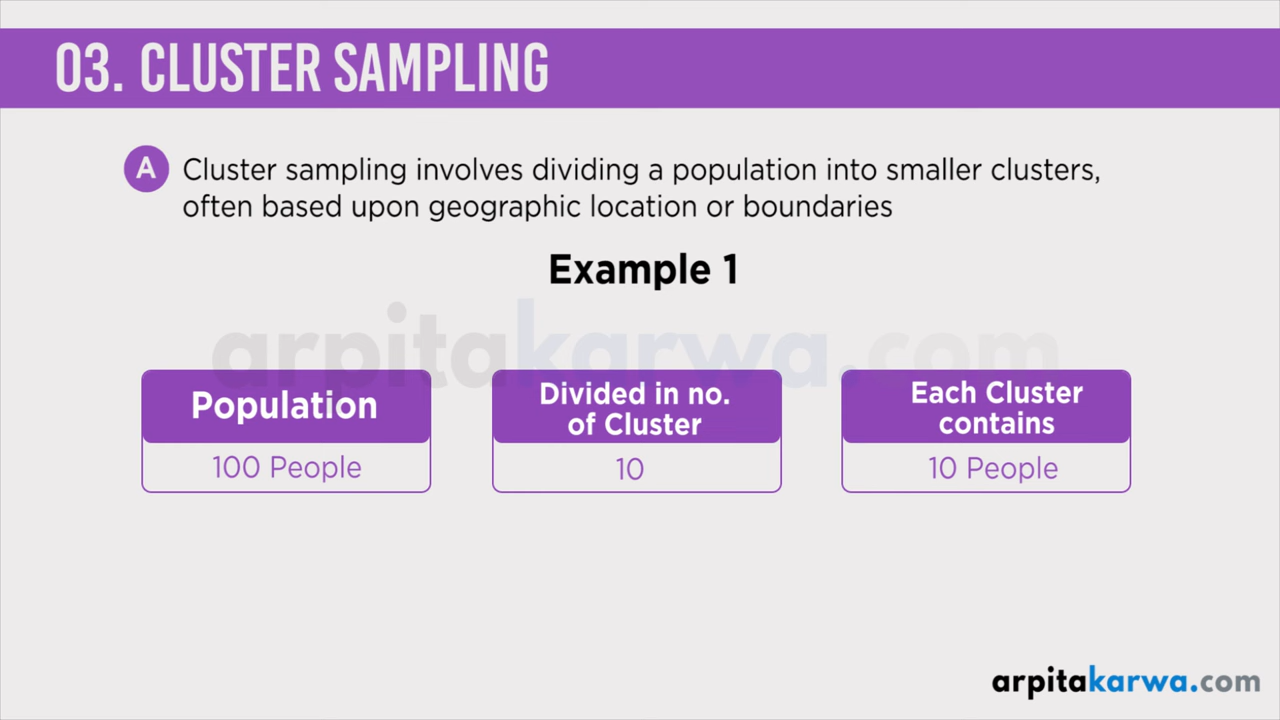 03. CLUSTER SAMPLING
A Cluster sampling involves dividing a population into smaller clusters,
often based upon geographic location or boundaries
Example 1
arpitakarwa.com
Population
100 People
Divided in no.
of Cluster
10
Each Cluster
contains
10 People
arpitakarwa.com